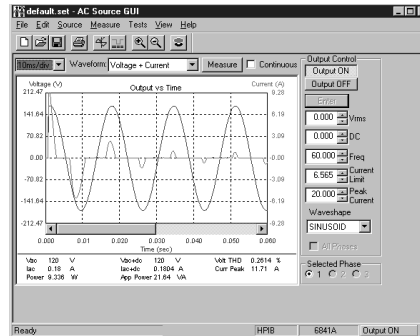 default.set - AC Source GUI
File Edit Source Measure Tests View Help
10ms/div Waveform: Voltage + Current Measure Continuous
Output Control
Output ON
Output OFF
Enter
0.000 Vrms
0.000 DC
60.000 Freq
6.565 Current Limit
20.000 Peak Current
Waveshape
SINUSOID
All Phases
Selected Phase
1 2 3
Voltage (V) Output vs Time Current (A)
212.47 9.28
141.64 6.19
70.82 3.09
0.00 0.00
-70.82 -3.09
-141.64 -6.19
-212.47 -9.28
0.000 0.010 0.020 0.030 0.040 0.050 0.060
Time (sec)
Vac 120 V Vac+dc 120 V Volt THD 0.2614 %
Iac 0.18 A Iac+dc 0.1804 A Curr Peak 11.71 A
Power 9.336 W App Power 21.64 VA
Ready HPIB 6841A Output ON